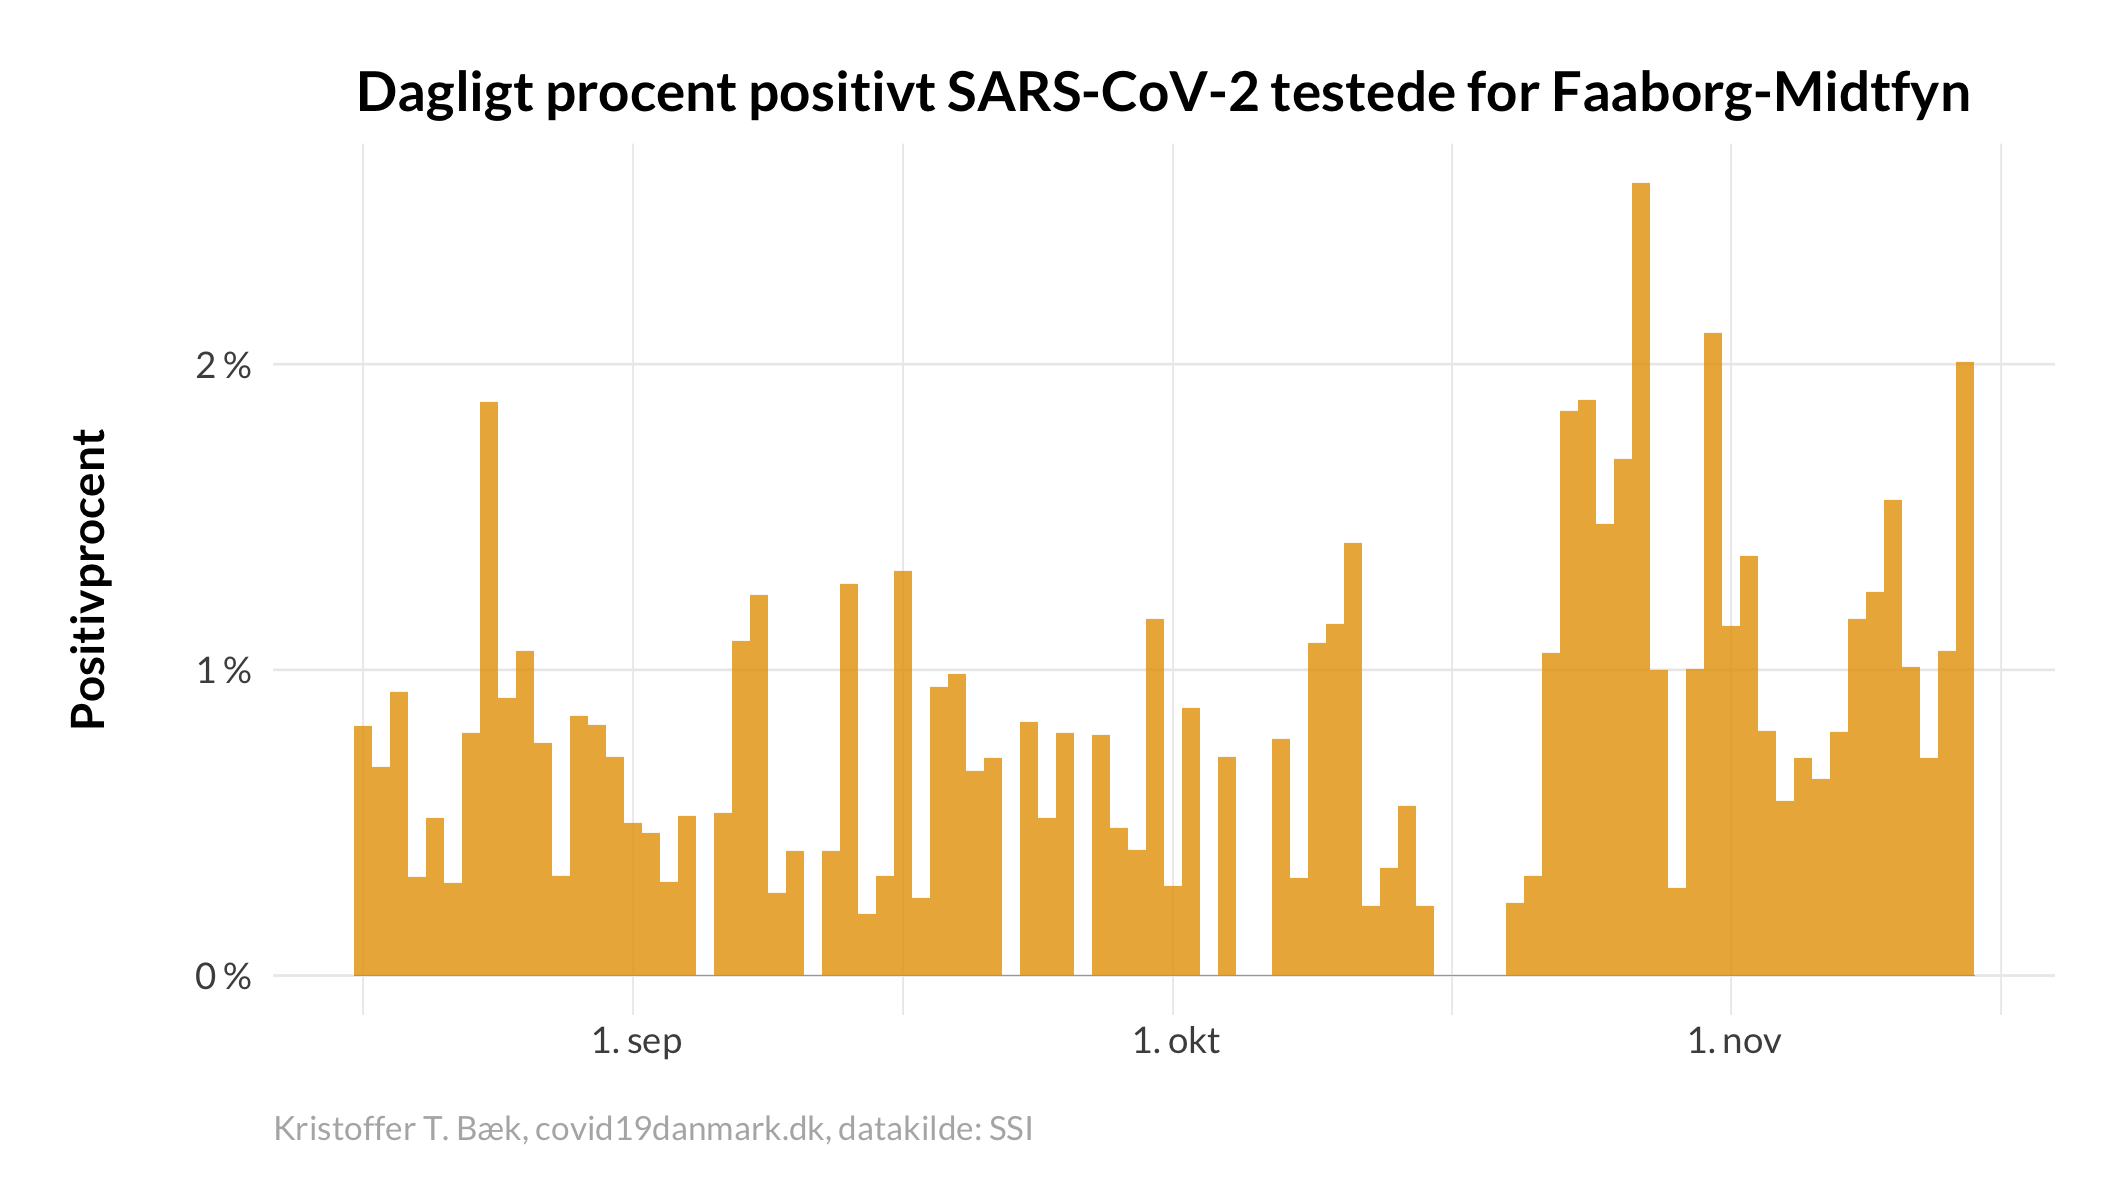 Dagligt procent positivt SARS-CoV-2 testede for Faaborg-Midtfyn
Positivprocent
2 %
1 %
0 %
1. sep
1. okt
1. nov
Kristoffer T. Bæk, covid19danmark.dk, datakilde: SSI